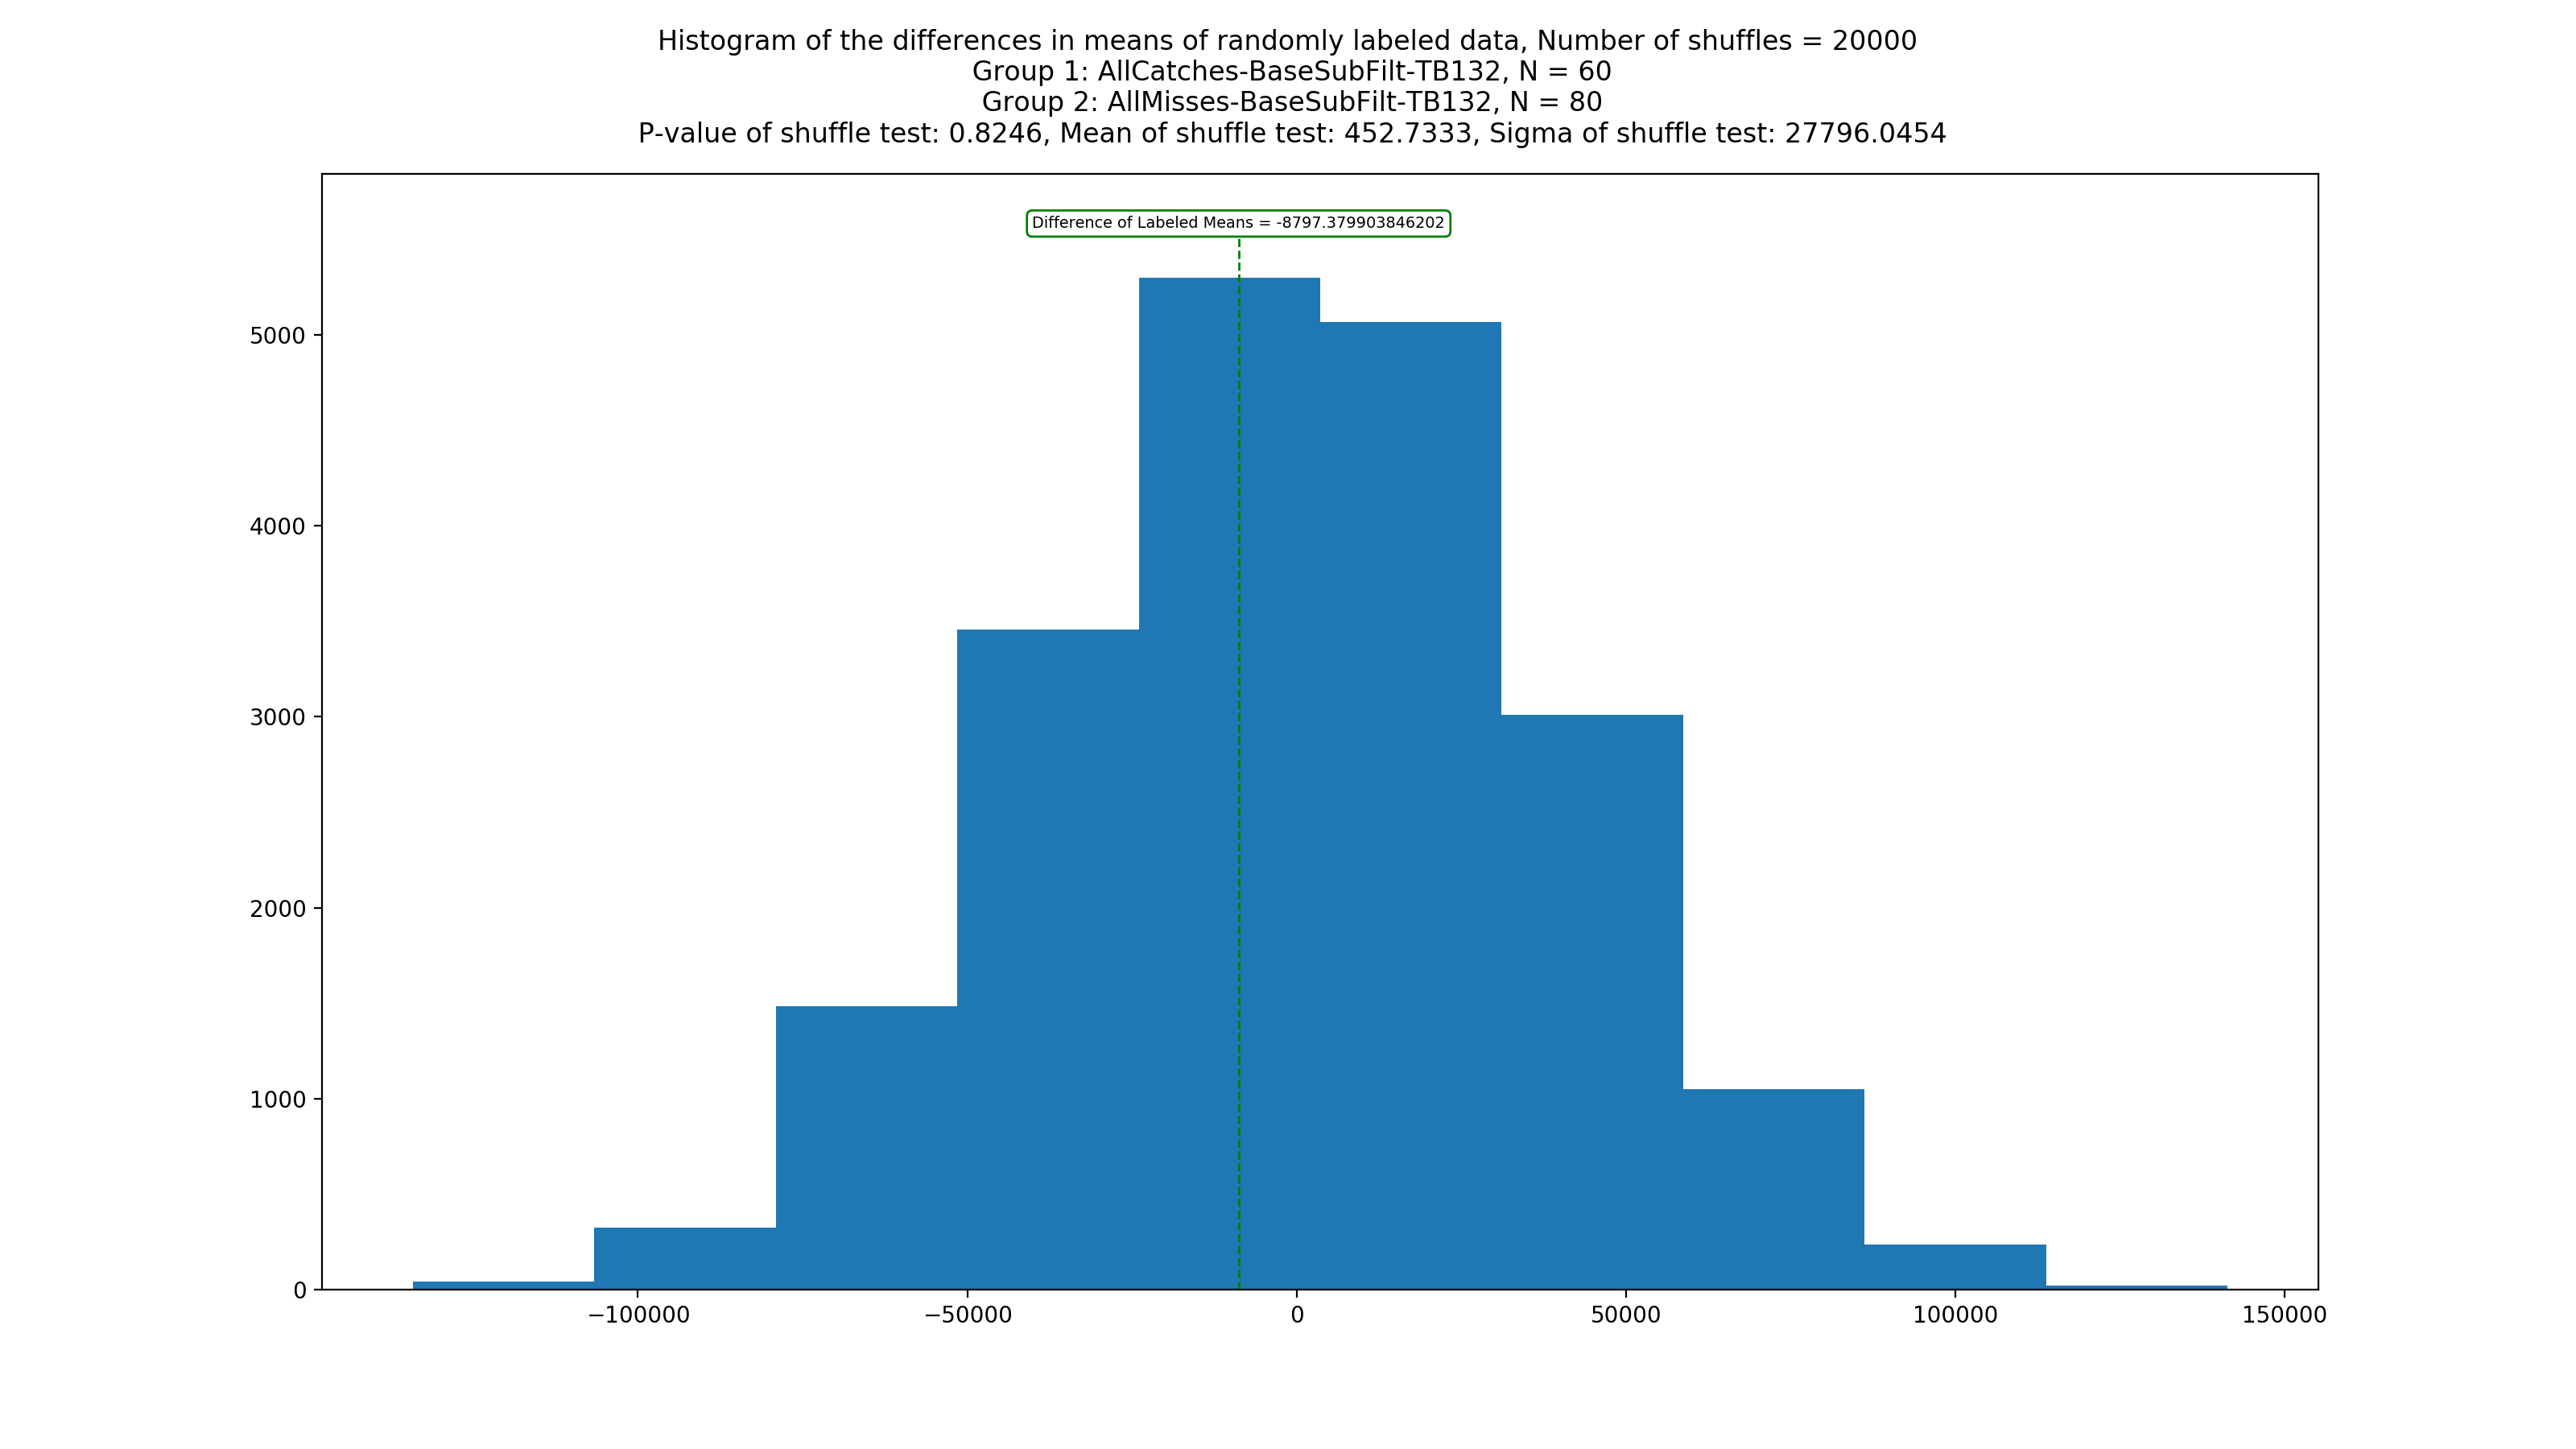 Histogram of the differences in means of randomly labeled data, Number of shuffles = 20000
Group 1: AllCatches-BaseSubFilt-TB132, N = 60
Group 2: AllMisses-BaseSubFilt-TB132, N = 80
P-value of shuffle test: 0.8246, Mean of shuffle test: 452.7333, Sigma of shuffle test: 27796.0454
Difference of Labeled Means = -8797.379903846202
5000
4000
3000
2000
1000
0
−100000 −50000 0 50000 100000 150000